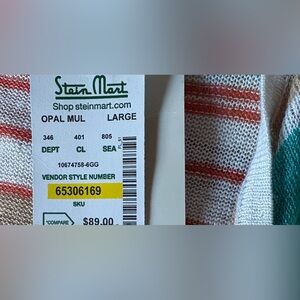 Stein Mart
Shop steinmart.com
OPAL MUL LARGE
346 401 805
DEPT CL SEA
10674758-6GG
VENDOR STYLE NUMBER
65306169
SKU
*COMPARE $89.00